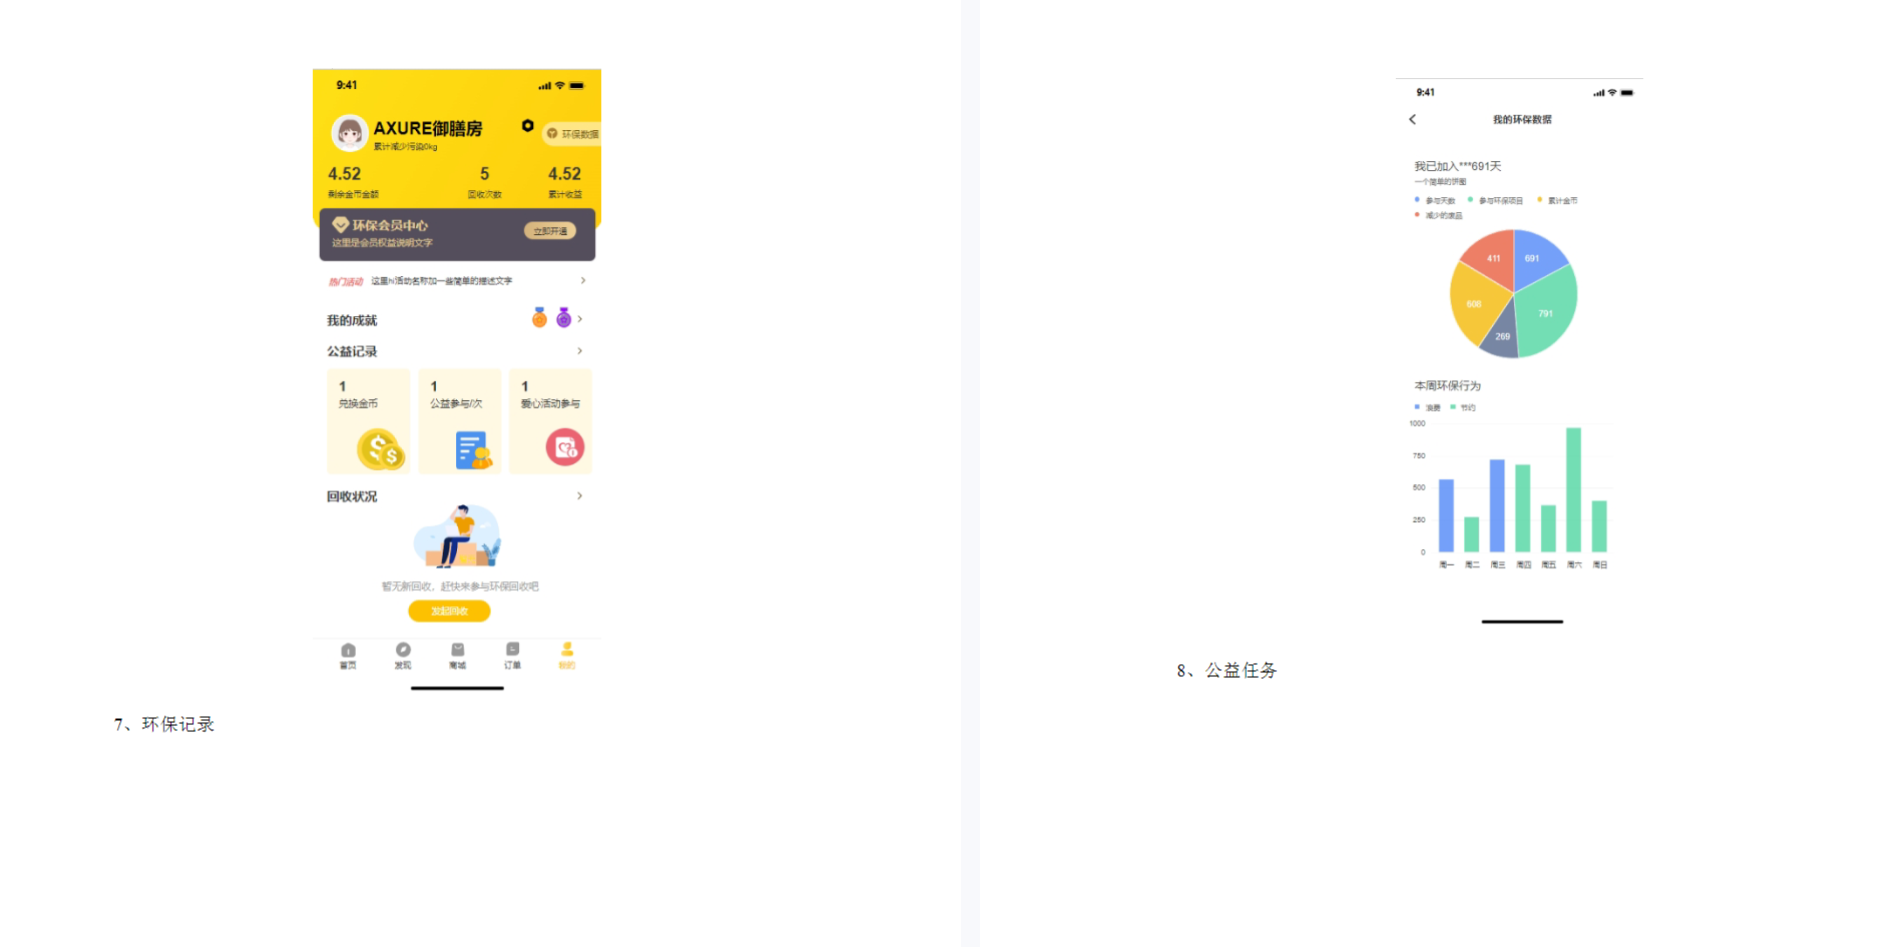 9:41
AXURE御膳房
累计减少污染0kg
环保数据
4.52
5
4.52
剩余金币金额
回收次数
累计收益
环保会员中心
这里是会员权益说明文字
立即开通
热门活动 这里hi活动名称加一些简单的描述文字
我的成就
公益记录
1
1
1
兑换金币
公益参与/次
爱心活动参与
回收状况
暂无新回收，赶快来参与环保回收吧
发起回收
首页
发现
商城
订单
我的
7、环保记录
9:41
我的环保数据
我已加入***691天
一个简单的饼图
参与天数 参与环保项目 累计金币
减少的废品
411
691
608
791
269
本周环保行为
浪费 节约
1000
750
500
250
0
周一 周二 周三 周四 周五 周六 周日
8、公益任务